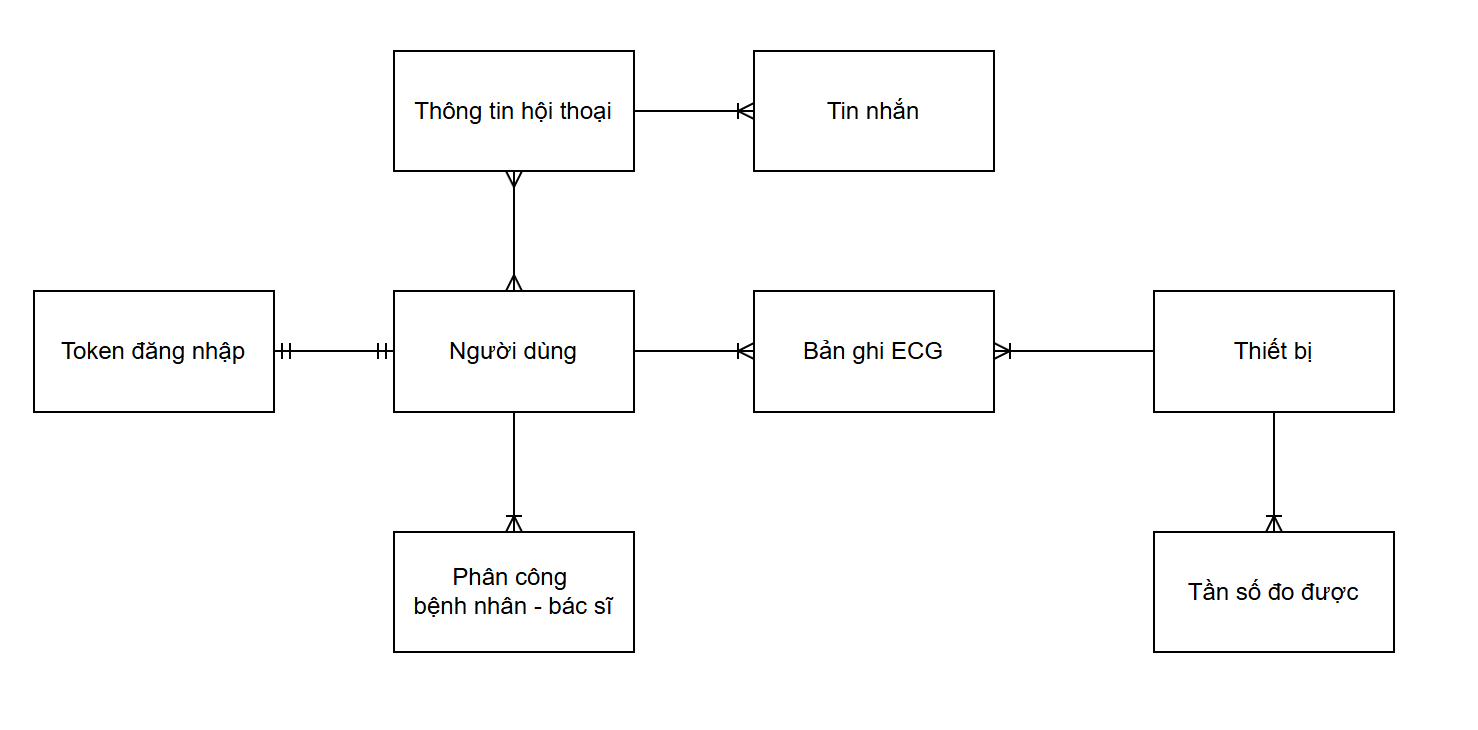 Thông tin hội thoại
Tin nhắn
Token đăng nhập
Người dùng
Bản ghi ECG
Thiết bị
Phân công
bệnh nhân - bác sĩ
Tần số đo được